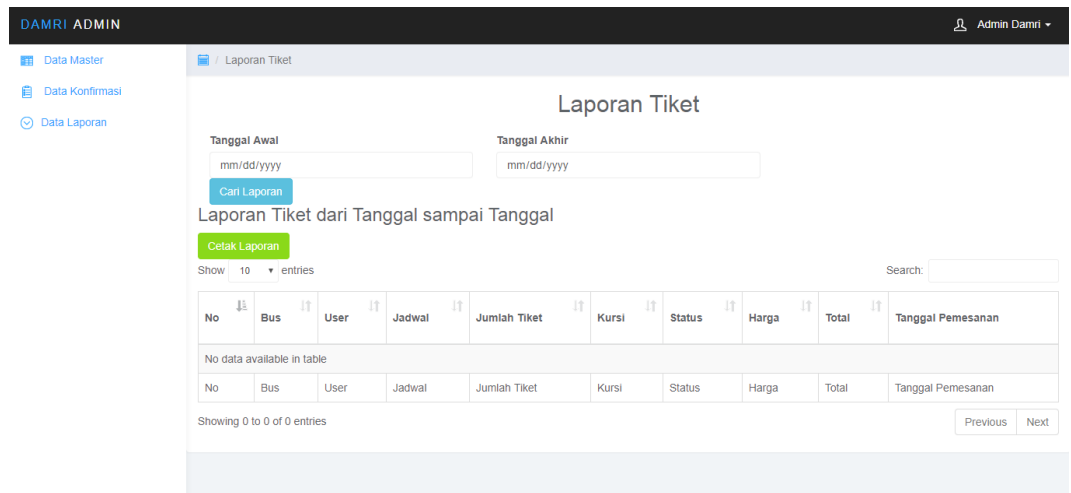 DAMRI ADMIN
Admin Damri
Data Master
Data Konfirmasi
Data Laporan
/ Laporan Tiket
Laporan Tiket
Tanggal Awal
Tanggal Akhir
mm/dd/yyyy
mm/dd/yyyy
Cari Laporan
Laporan Tiket dari Tanggal sampai Tanggal
Cetak Laporan
Show 10 entries
Search:
No Bus User Jadwal Jumlah Tiket Kursi Status Harga Total Tanggal Pemesanan
No data available in table
No Bus User Jadwal Jumlah Tiket Kursi Status Harga Total Tanggal Pemesanan
Showing 0 to 0 of 0 entries
Previous Next